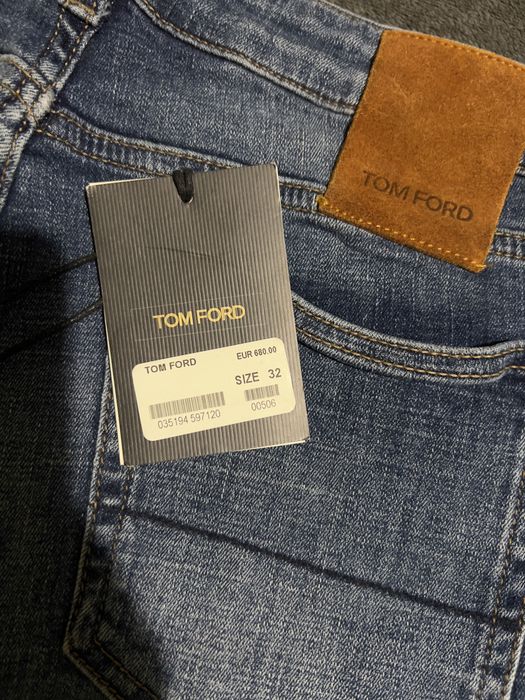 TOM FORD
TOM FORD
TOM FORD EUR 680.00
SIZE 32
035194 597120 00506